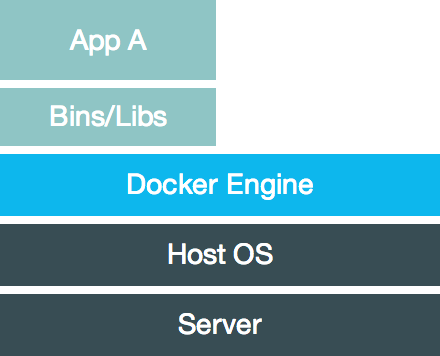 App A
Bins/Libs
Docker Engine
Host OS
Server